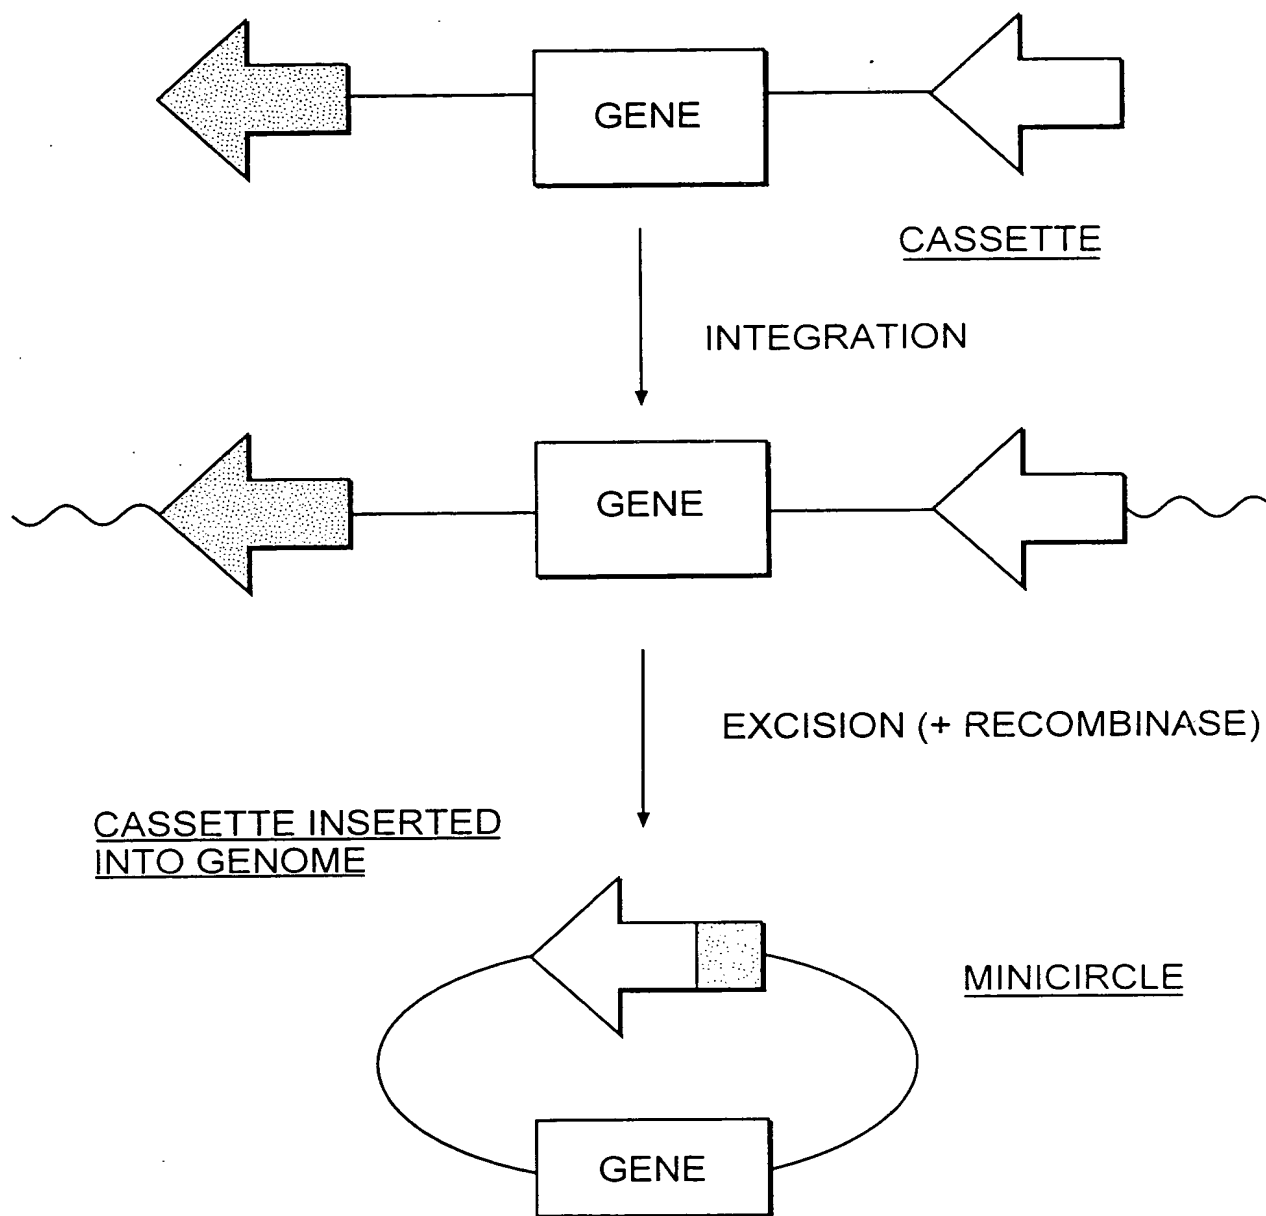 GENE
CASSETTE
INTEGRATION
GENE
EXCISION (+ RECOMBINASE)
CASSETTE INSERTED
INTO GENOME
MINICIRCLE
GENE